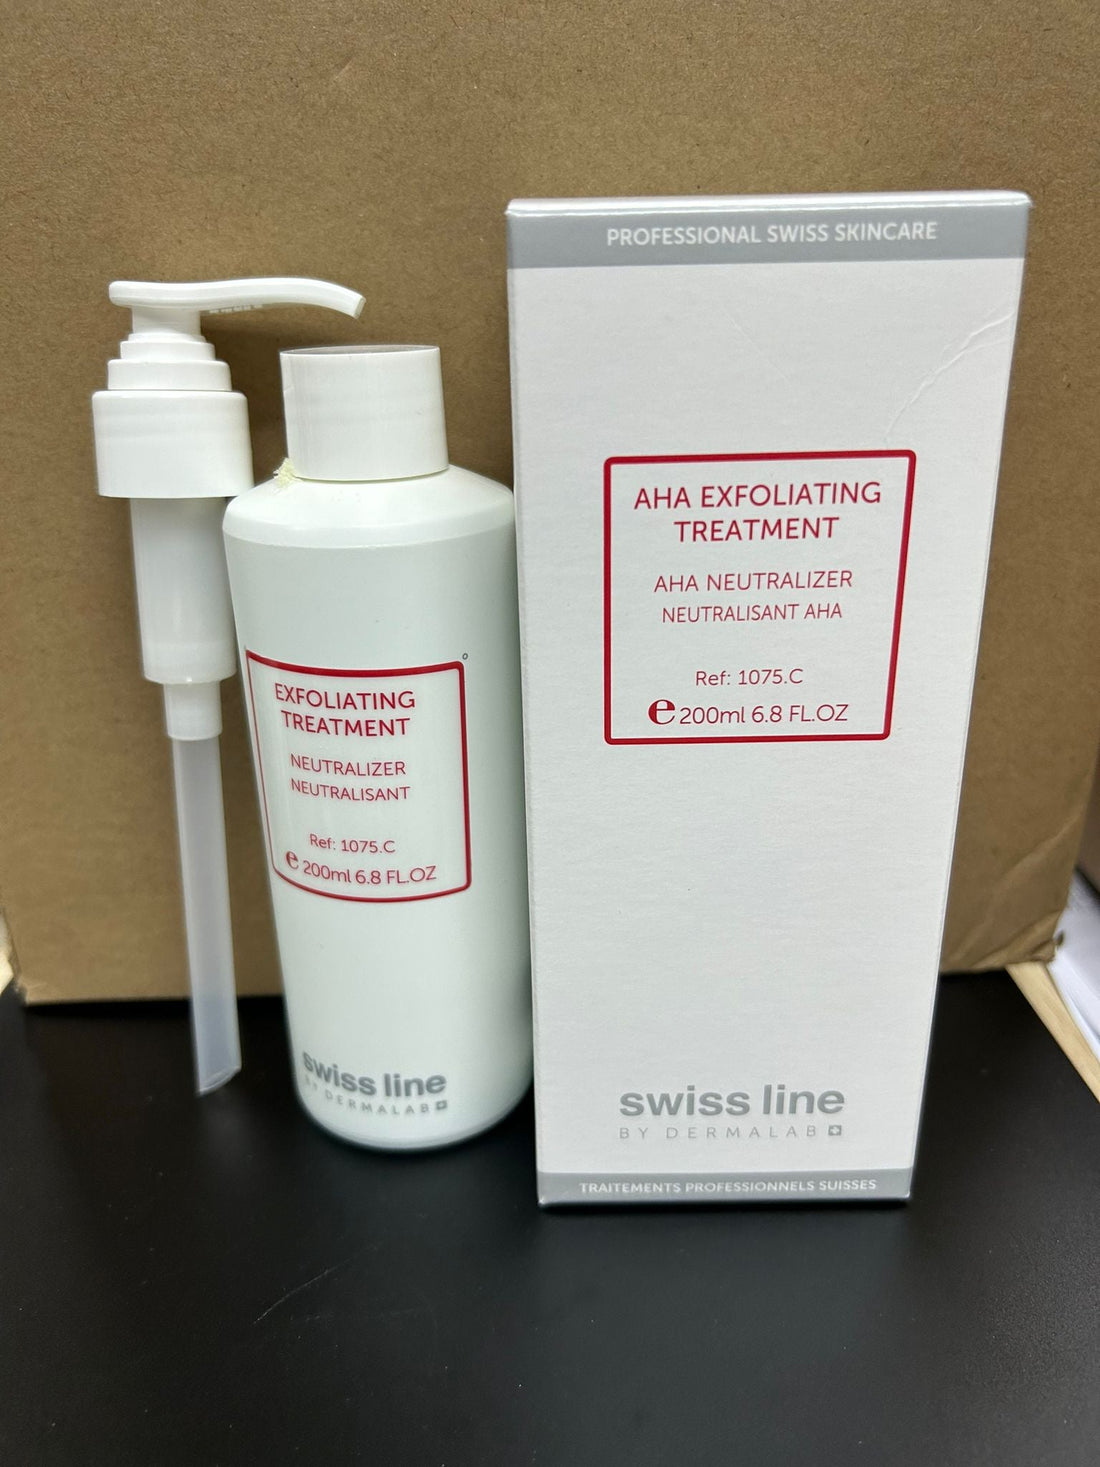 EXFOLIATING
TREATMENT
NEUTRALIZER
NEUTRALISANT
Ref: 1075.C
e 200ml 6.8 FL.OZ
swiss line
BY DERMALAB
PROFESSIONAL SWISS SKINCARE
AHA EXFOLIATING
TREATMENT
AHA NEUTRALIZER
NEUTRALISANT AHA
Ref: 1075.C
e 200ml 6.8 FL.OZ
swiss line
BY DERMALAB
TRAITEMENTS PROFESSIONNELS SUISSES